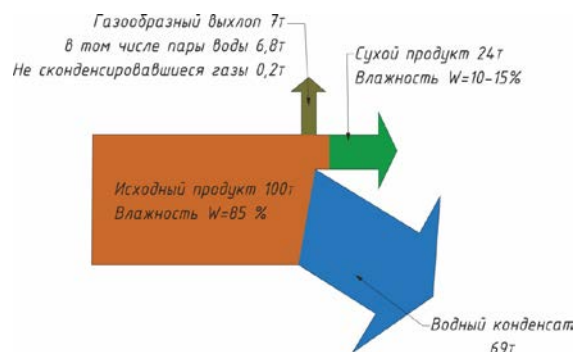 Газообразный выхлоп 7т
в том числе пары воды 6,8т
Не сконденсировавшиеся газы 0,2т
Сухой продукт 24т
Влажность W=10-15%
Исходный продукт 100т
Влажность W=85 %
Водный конденсат
69т